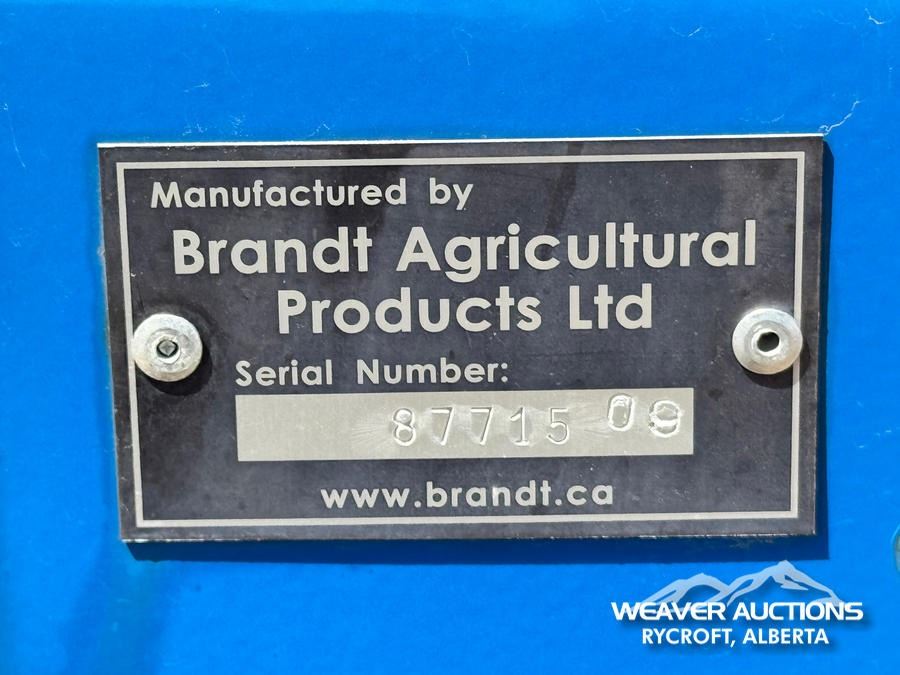 Manufactured by
Brandt Agricultural
Products Ltd
Serial Number:
87715 09
www.brandt.ca
WEAVER AUCTIONS
RYCROFT, ALBERTA